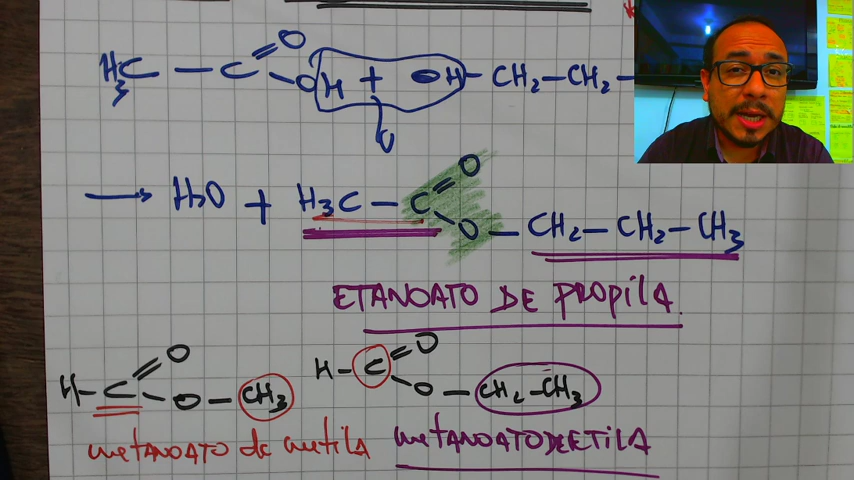 H3C — C =O OH + OH — CH2 — CH2 —
→ H2O + H3C — C =O O — CH2 — CH2 — CH3
ETANOATO DE PROPILA
H — C =O O — CH3
H — C =O O — CH2 — CH3
metANOATO de metila
metANOATO DE ETILA